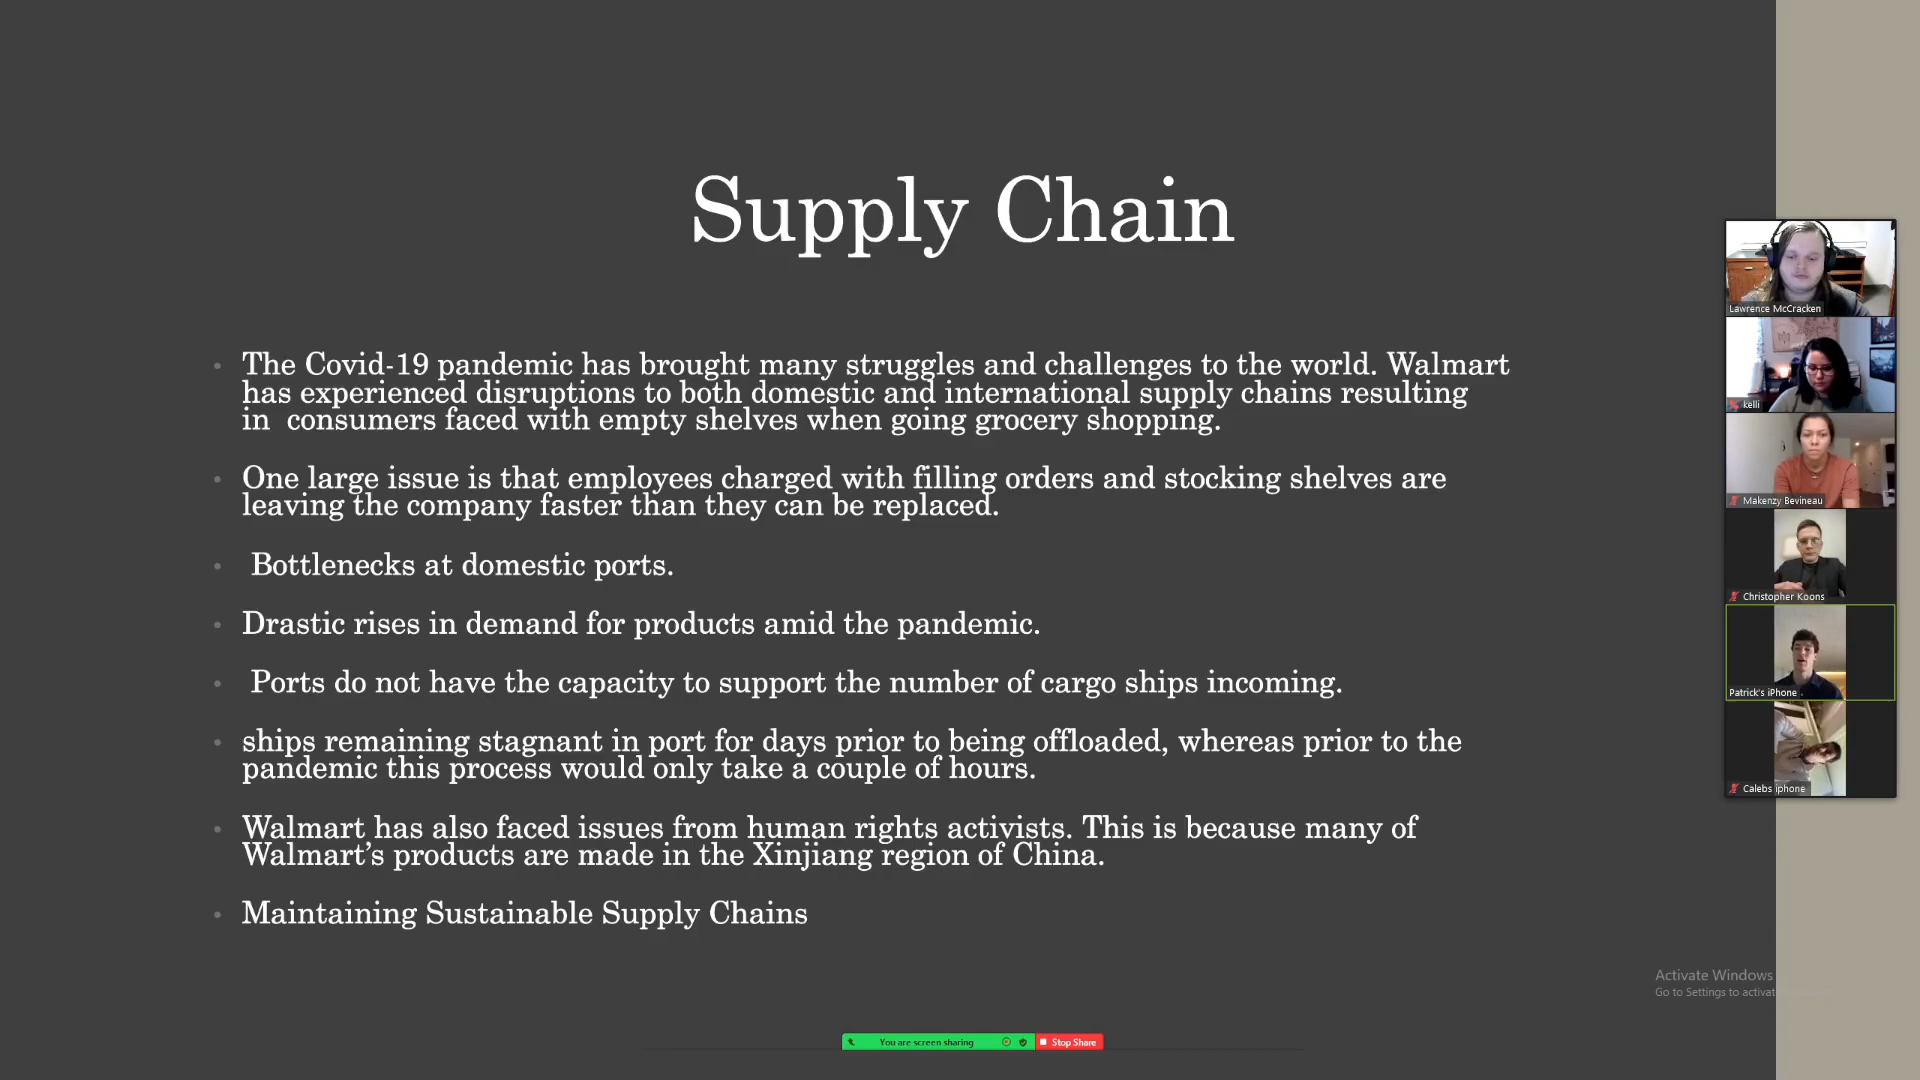 Supply Chain
• The Covid-19 pandemic has brought many struggles and challenges to the world. Walmart
has experienced disruptions to both domestic and international supply chains resulting
in  consumers faced with empty shelves when going grocery shopping.
• One large issue is that employees charged with filling orders and stocking shelves are
leaving the company faster than they can be replaced.
• Bottlenecks at domestic ports.
• Drastic rises in demand for products amid the pandemic.
• Ports do not have the capacity to support the number of cargo ships incoming.
• ships remaining stagnant in port for days prior to being offloaded, whereas prior to the
pandemic this process would only take a couple of hours.
• Walmart has also faced issues from human rights activists. This is because many of
Walmart’s products are made in the Xinjiang region of China.
• Maintaining Sustainable Supply Chains
Lawrence McCracken
kelli
Makenzy Bevineau
Christopher Koons
Patrick's iPhone
Calebs iphone
Activate Windows
Go to Settings to activat
You are screen sharing
Stop Share